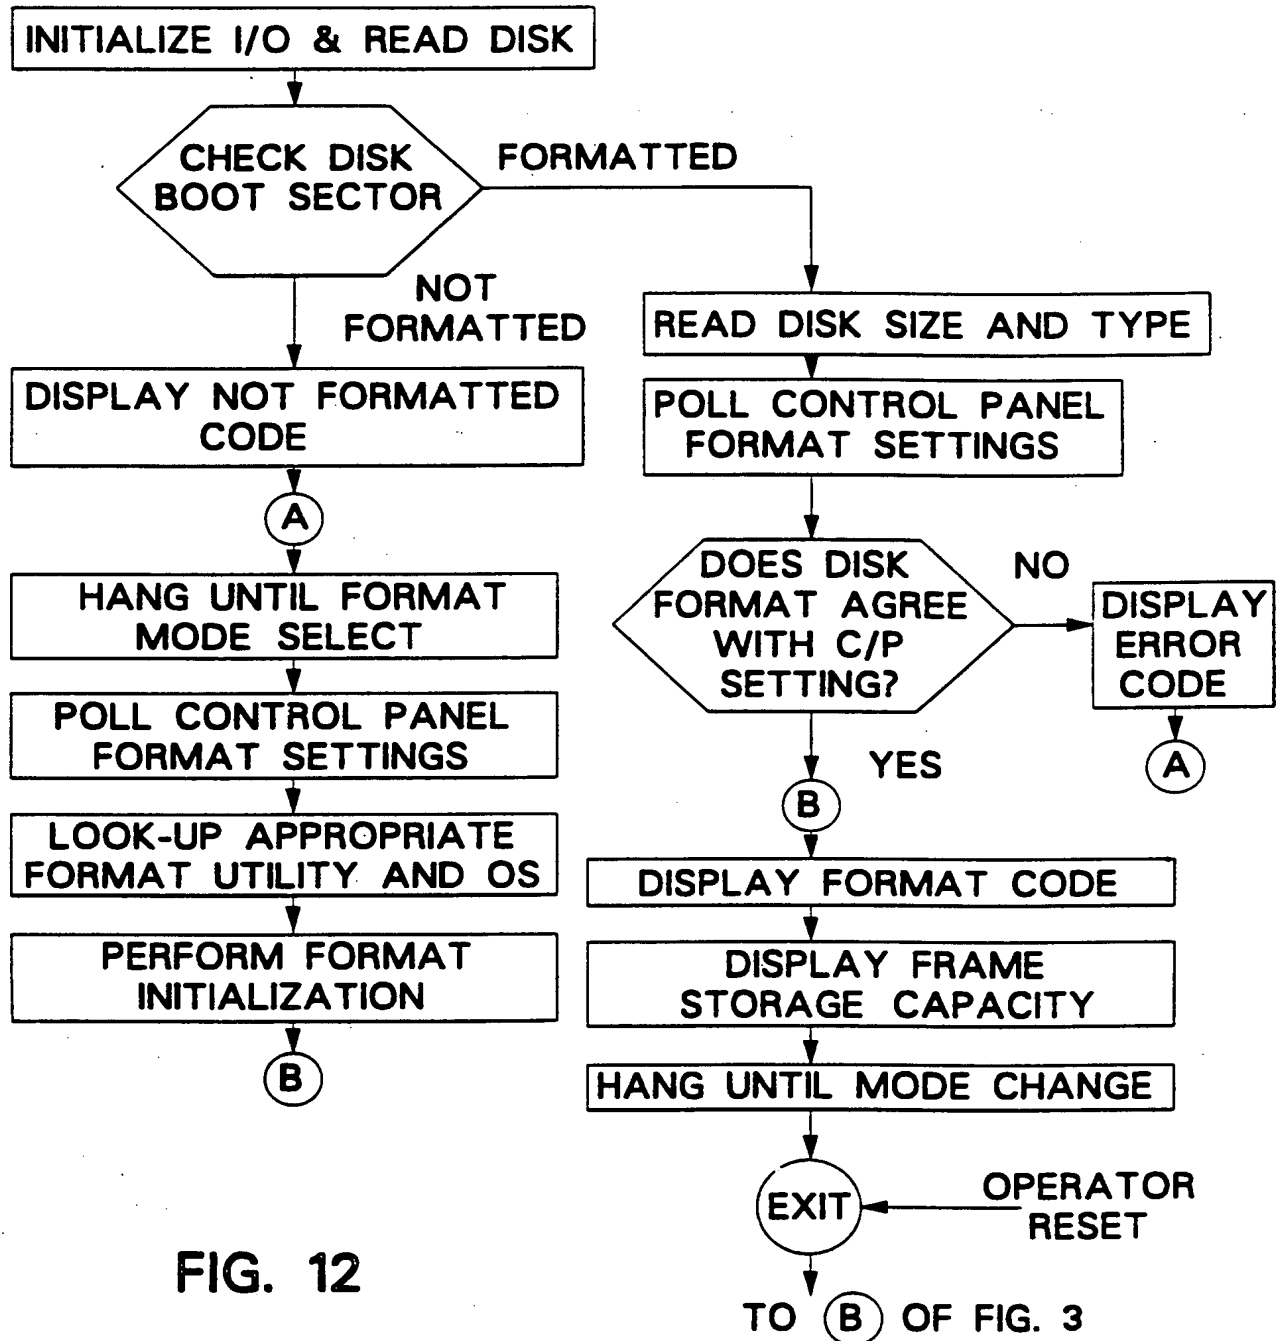 INITIALIZE I/O & READ DISK
CHECK DISK
BOOT SECTOR
FORMATTED
NOT
FORMATTED
DISPLAY NOT FORMATTED
CODE
A
HANG UNTIL FORMAT
MODE SELECT
POLL CONTROL PANEL
FORMAT SETTINGS
LOOK-UP APPROPRIATE
FORMAT UTILITY AND OS
PERFORM FORMAT
INITIALIZATION
B
READ DISK SIZE AND TYPE
POLL CONTROL PANEL
FORMAT SETTINGS
DOES DISK
FORMAT AGREE
WITH C/P
SETTING?
NO
DISPLAY
ERROR
CODE
A
YES
B
DISPLAY FORMAT CODE
DISPLAY FRAME
STORAGE CAPACITY
HANG UNTIL MODE CHANGE
EXIT
OPERATOR
RESET
TO B OF FIG. 3
FIG. 12